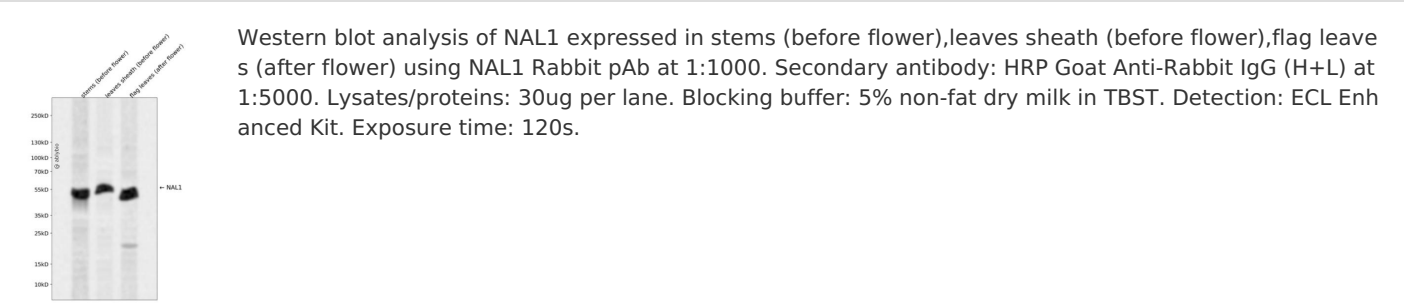 Western blot analysis of NAL1 expressed in stems (before flower),leaves sheath (before flower),flag leave
s (after flower) using NAL1 Rabbit pAb at 1:1000. Secondary antibody: HRP Goat Anti-Rabbit IgG (H+L) at
1:5000. Lysates/proteins: 30ug per lane. Blocking buffer: 5% non-fat dry milk in TBST. Detection: ECL Enh
anced Kit. Exposure time: 120s.
stems (before flower)
leaves sheath (before flower)
flag leaves (after flower)
250kD
130kD
100kD
70kD
55kD
35kD
25kD
15kD
10kD
← NAL1